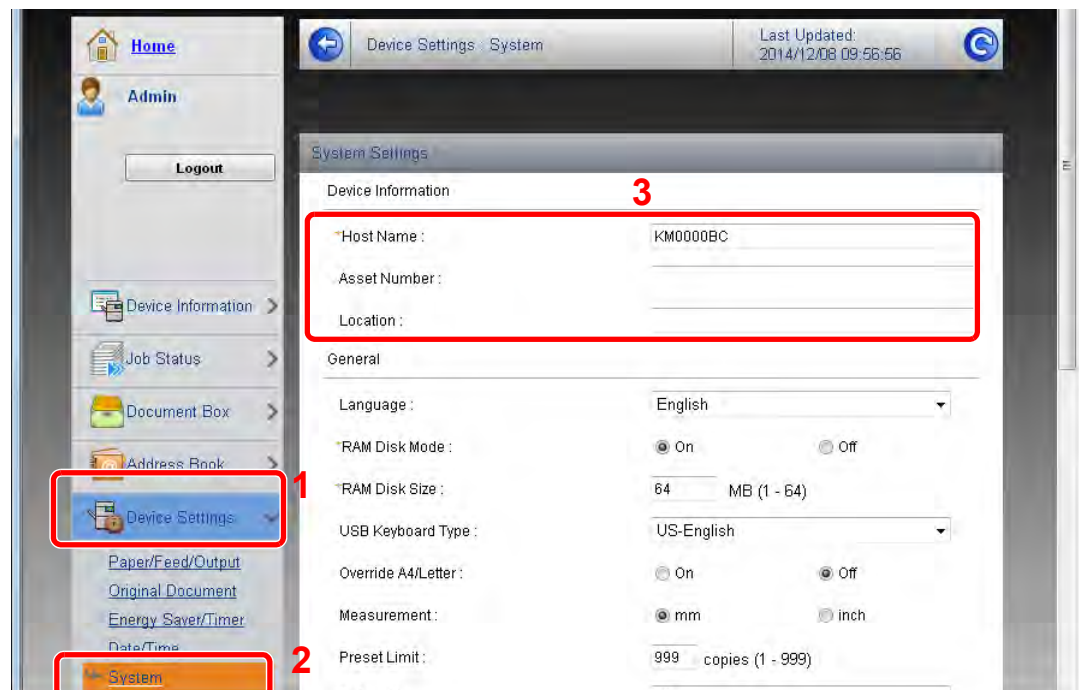 Home
Device Settings System
Last Updated:
2014/12/08 09:56:56
Admin
Logout
System Settings
Device Information
3
*Host Name :
KM0000BC
Asset Number :
Location :
Device Information
Job Status
Document Box
Address Book
1
Device Settings
Paper/Feed/Output
Original Document
Energy Saver/Timer
Date/Time
2
System
General
Language :
English
*RAM Disk Mode :
On
Off
*RAM Disk Size :
64
MB (1 - 64)
USB Keyboard Type :
US-English
Override A4/Letter :
On
Off
Measurement :
mm
inch
Preset Limit :
999
copies (1 - 999)